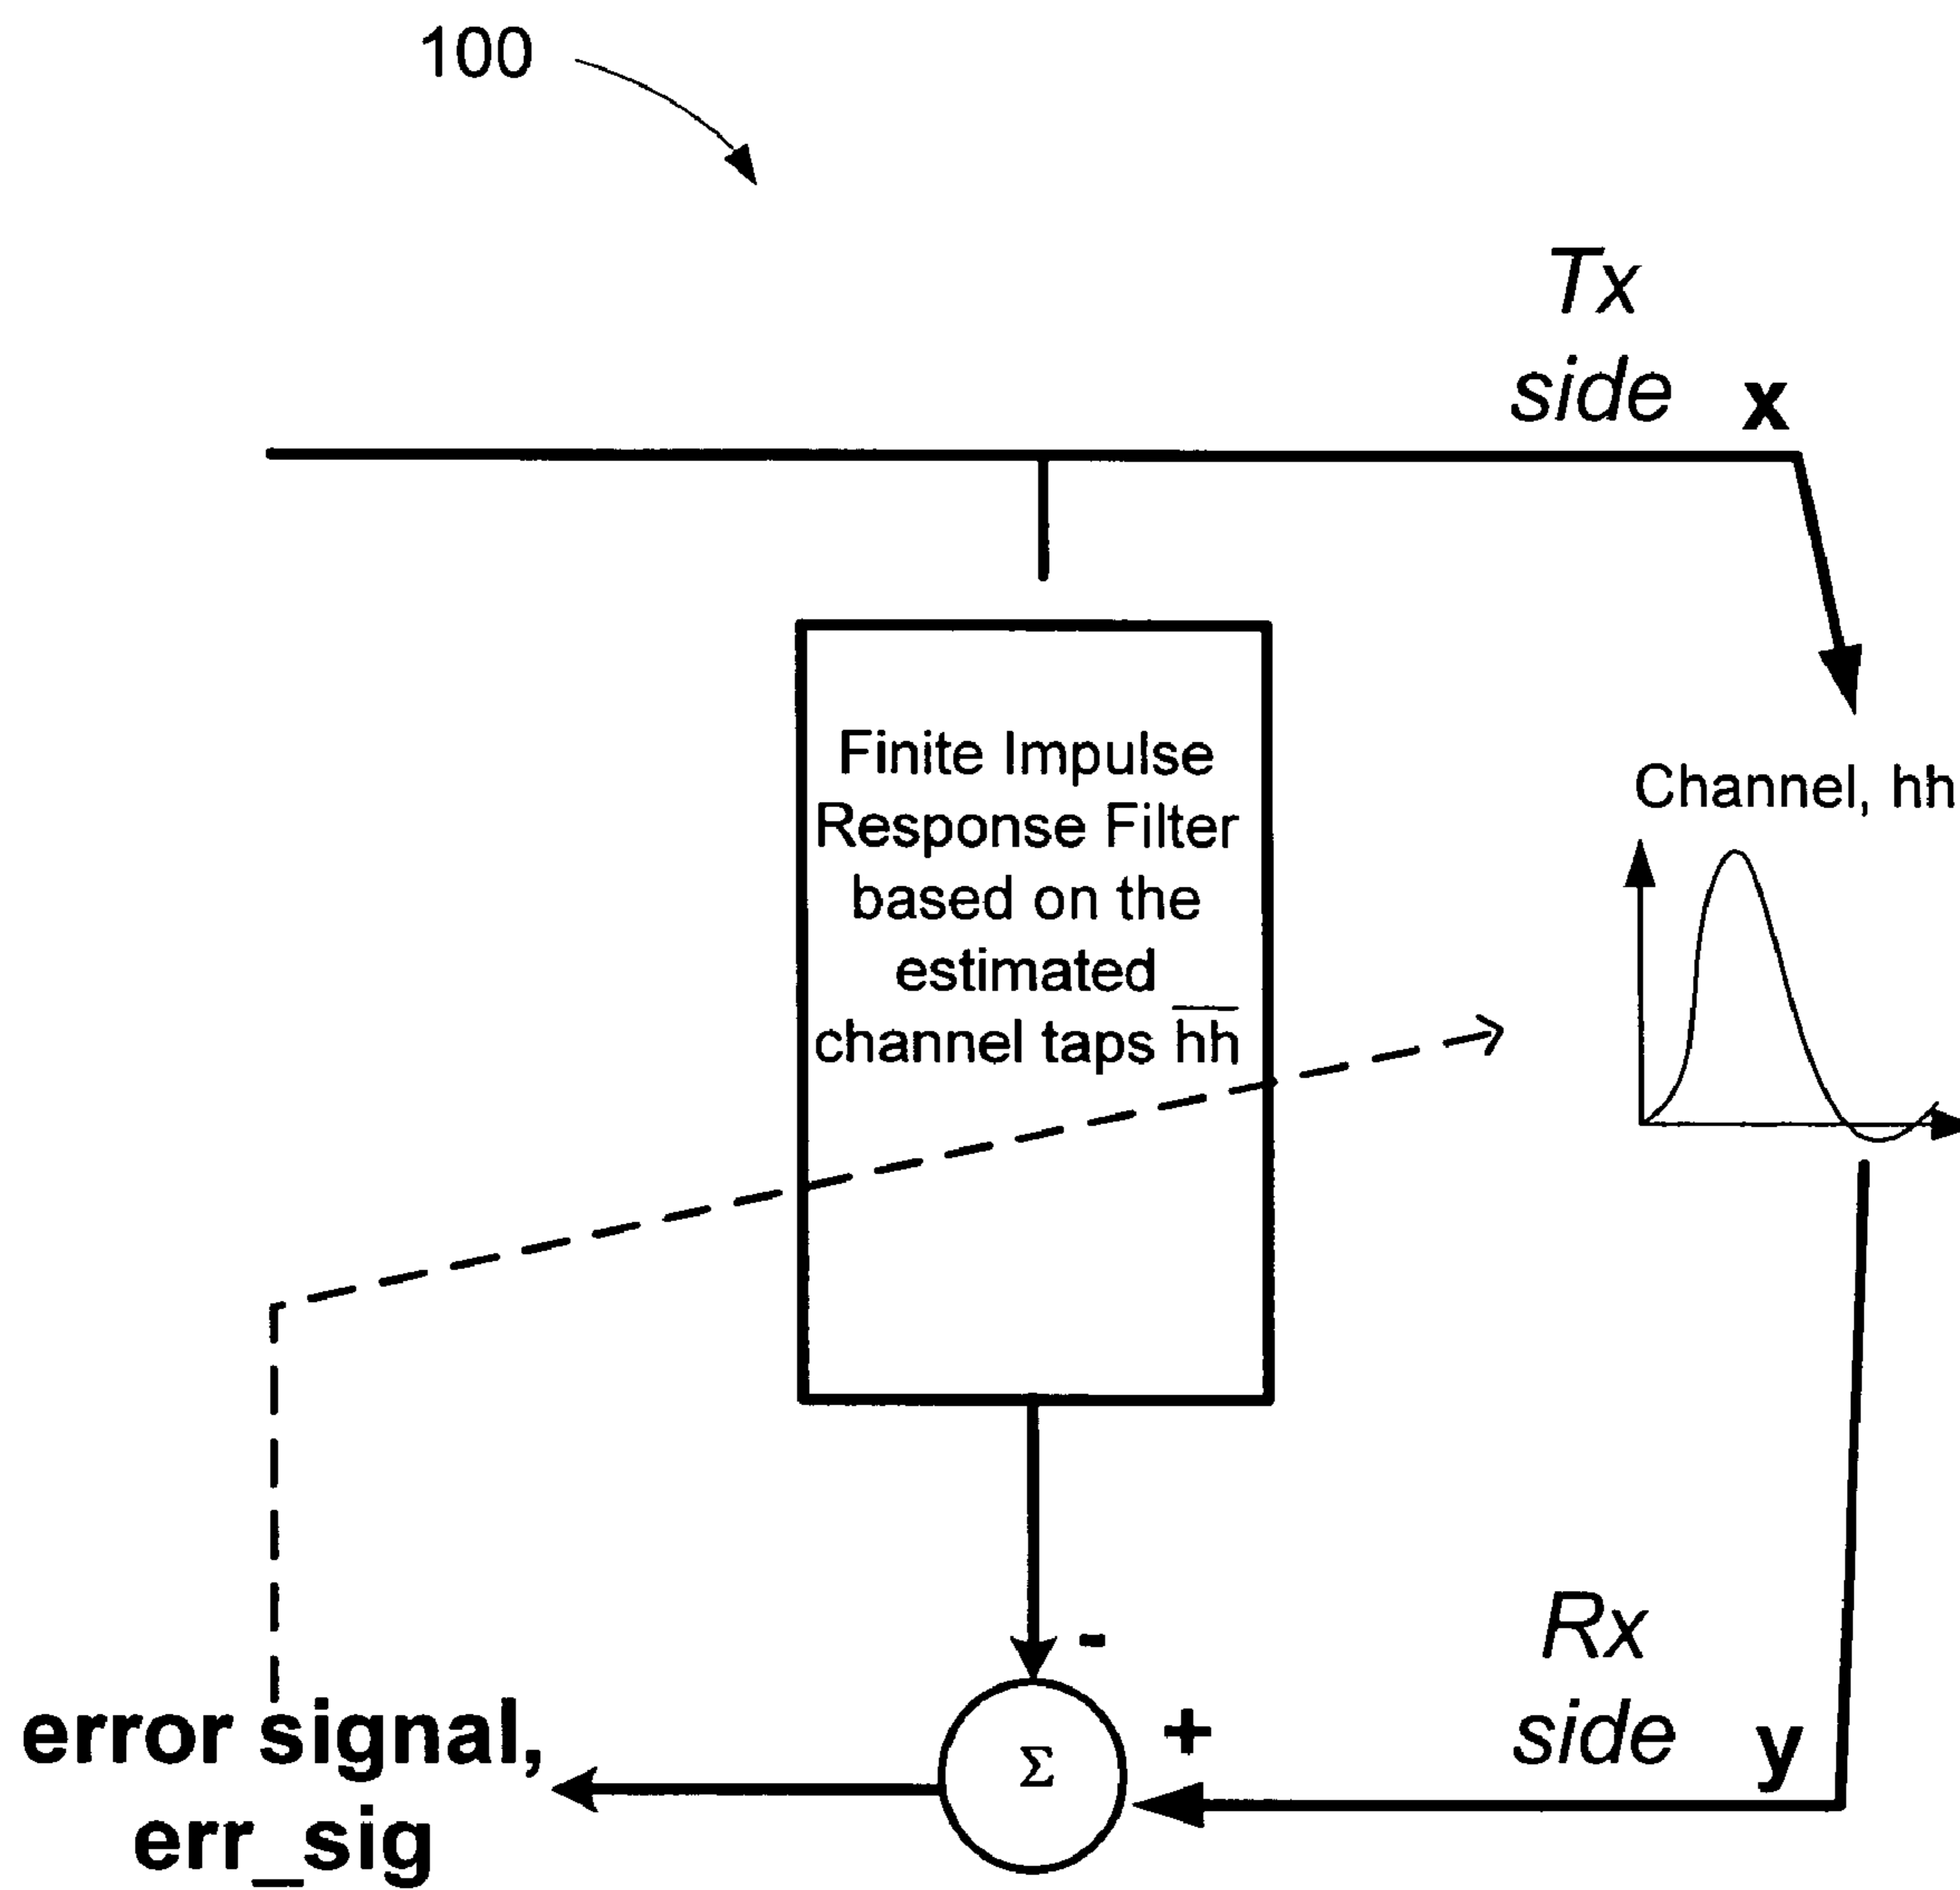 100
Tx
side x
Finite Impulse
Response Filter
based on the
estimated
channel taps h̅h̅
Channel, hh
-
+
Σ
Rx
side y
error signal,
err_sig